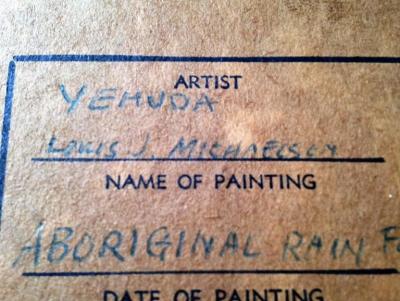 ARTIST
YEHUDA
LOUIS J. MICHAELSEN
NAME OF PAINTING
ABORIGINAL RAIN
DATE OF PAINTING